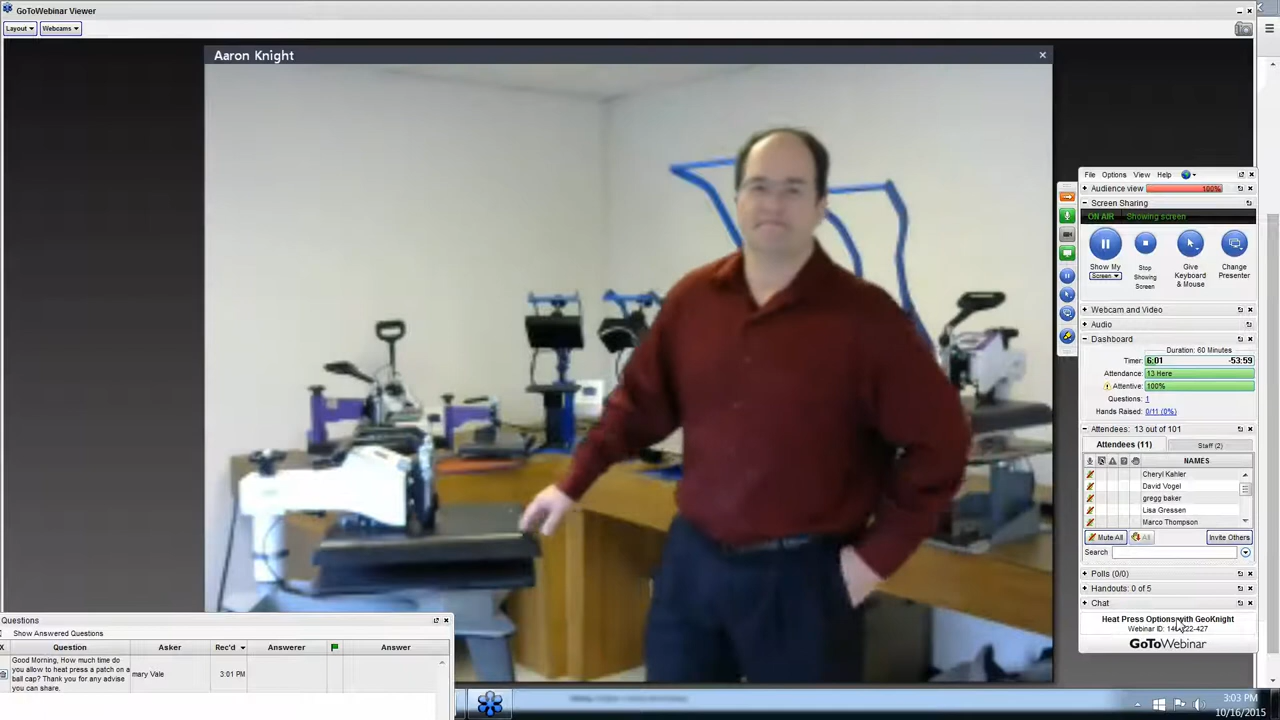 GoToWebinar Viewer
Layout
Webcams
Aaron Knight
File Options View Help
Audience view 100%
Screen Sharing
ON AIR Showing screen
Show My
Screen
Stop
Showing
Screen
Give
Keyboard
& Mouse
Change
Presenter
Webcam and Video
Audio
Dashboard
Duration: 60 Minutes
Timer: 6:01 -53:59
Attendance: 13 Here
Attentive: 100%
Questions: 1
Hands Raised: 0/11 (0%)
Attendees: 13 out of 101
Attendees (11) Staff (2)
NAMES
Cheryl Kahler
David Vogel
gregg baker
Lisa Gressen
Marco Thompson
Mute All All Invite Others
Search
Polls (0/0)
Handouts: 0 of 5
Chat
Heat Press Options with GeoKnight
Webinar ID:
GoToWebinar
Questions
Show Answered Questions
X Question Asker Rec'd Answerer Answer
Good Morning, How much time do
you allow to heat press a patch on a
ball cap? Thank you for any advise
you can share.
mary Vale 3:01 PM
3:03 PM
10/16/2015